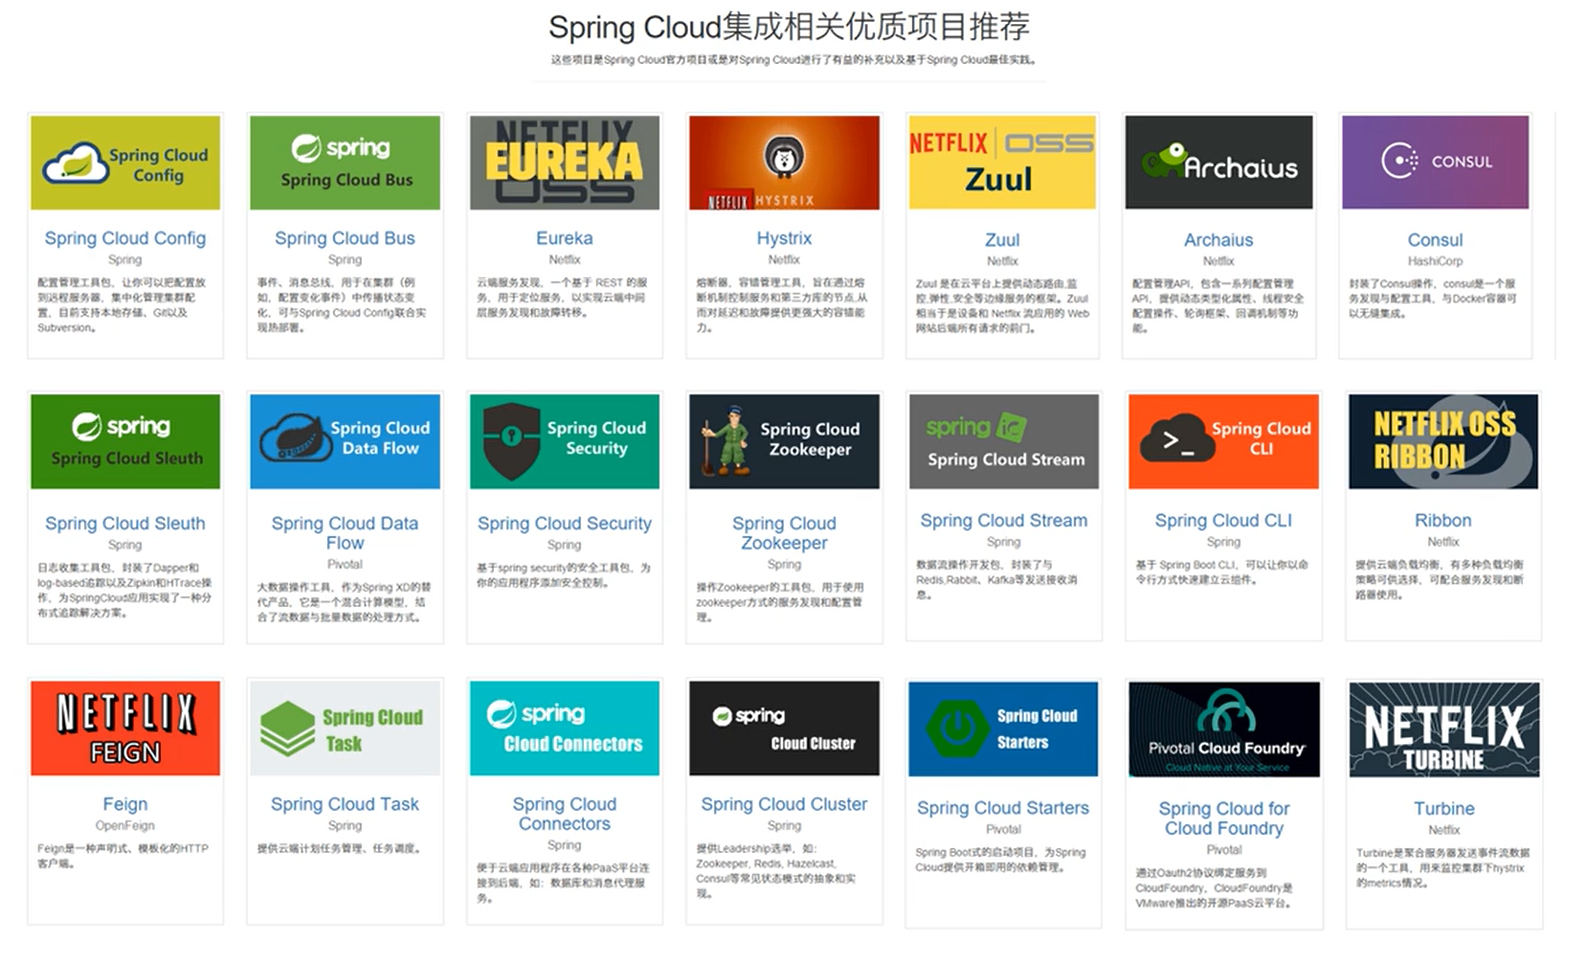 Spring Cloud集成相关优质项目推荐
这些项目是Spring Cloud官方项目或是对Spring Cloud进行了有益的补充以及基于Spring Cloud最佳实践。
Spring Cloud
Config
Spring Cloud Config
Spring
配置管理工具包，让你可以把配置放
到远程服务器，集中化管理集群配
置，目前支持本地存储、Git以及
Subversion。
spring
Spring Cloud Bus
Spring Cloud Bus
Spring
事件、消息总线，用于在集群（例
如，配置变化事件）中传播状态变
化，可与Spring Cloud Config联合实
现热部署。
NETFLIX
EUREKA
OSS
Eureka
Netflix
云端服务发现，一个基于 REST 的服
务，用于定位服务，以实现云端中间
层服务发现和故障转移。
NETFLIX HYSTRIX
Hystrix
Netflix
熔断器，容错管理工具，旨在通过熔
断机制控制服务和第三方库的节点,从
而对延迟和故障提供更强大的容错能
力。
NETFLIX OSS
Zuul
Zuul
Netflix
Zuul 是在云平台上提供动态路由,监
控,弹性,安全等边缘服务的框架。Zuul
相当于是设备和 Netflix 流应用的 Web
网站后端所有请求的前门。
Archaius
Archaius
Netflix
配置管理API，包含一系列配置管理
API，提供动态类型化属性、线程安全
配置操作、轮询框架、回调机制等功
能。
CONSUL
Consul
HashiCorp
封装了Consul操作，consul是一个服
务发现与配置工具，与Docker容器可
以无缝集成。
spring
Spring Cloud Sleuth
Spring Cloud Sleuth
Spring
日志收集工具包，封装了Dapper和
log-based追踪以及Zipkin和HTrace操
作，为SpringCloud应用实现了一种分
布式追踪解决方案。
Spring Cloud
Data Flow
Spring Cloud Data
Flow
Pivotal
大数据操作工具，作为Spring XD的替
代产品，它是一个混合计算模型，结
合了流数据与批量数据的处理方式。
Spring Cloud
Security
Spring Cloud Security
Spring
基于spring security的安全工具包，为
你的应用程序添加安全控制。
Spring Cloud
Zookeeper
Spring Cloud
Zookeeper
Spring
操作Zookeeper的工具包，用于使用
zookeeper方式的服务发现和配置管
理。
spring
Spring Cloud Stream
Spring Cloud Stream
Spring
数据流操作开发包，封装了与
Redis,Rabbit、Kafka等发送接收消
息。
Spring Cloud
CLI
Spring Cloud CLI
Spring
基于 Spring Boot CLI，可以让你以命
令行方式快速建立云组件。
NETFLIX OSS
RIBBON
Ribbon
Netflix
提供云端负载均衡，有多种负载均衡
策略可供选择，可配合服务发现和断
路器使用。
NETFLIX
FEIGN
Feign
OpenFeign
Feign是一种声明式、模板化的HTTP
客户端。
Spring Cloud
Task
Spring Cloud Task
Spring
提供云端计划任务管理、任务调度。
spring
Cloud Connectors
Spring Cloud
Connectors
Spring
便于云端应用程序在各种PaaS平台连
接到后端，如：数据库和消息代理服
务。
spring
Cloud Cluster
Spring Cloud Cluster
Spring
提供Leadership选举，如：
Zookeeper, Redis, Hazelcast,
Consul等常见状态模式的抽象和实
现。
Spring Cloud
Starters
Spring Cloud Starters
Pivotal
Spring Boot式的启动项目，为Spring
Cloud提供开箱即用的依赖管理。
Pivotal Cloud Foundry
Cloud Native at Your Service
Spring Cloud for
Cloud Foundry
Pivotal
通过Oauth2协议绑定服务到
CloudFoundry，CloudFoundry是
VMware推出的开源PaaS云平台。
NETFLIX
TURBINE
Turbine
Netflix
Turbine是聚合服务器发送事件流数据
的一个工具，用来监控集群下hystrix
的metrics情况。